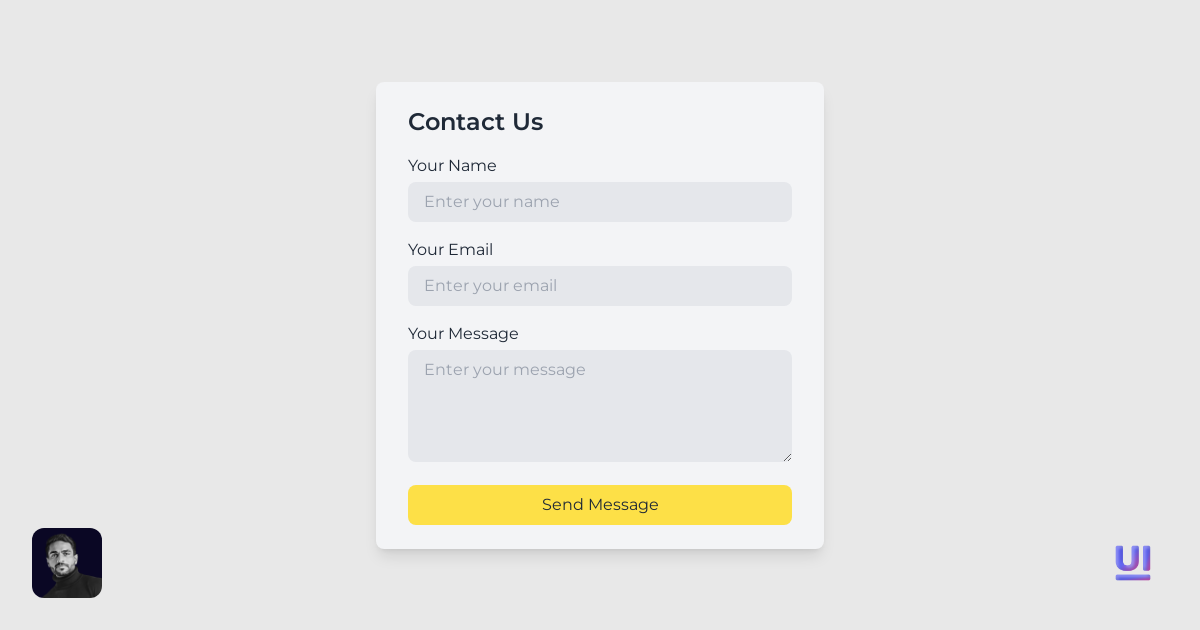 Contact Us
Your Name
Enter your name
Your Email
Enter your email
Your Message
Enter your message
Send Message
UI